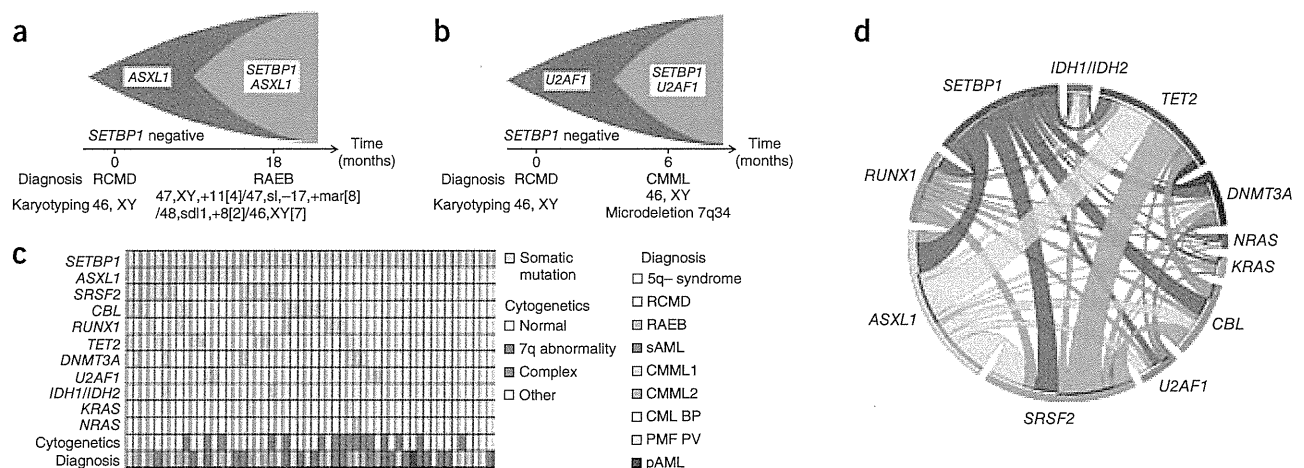 a
ASXL1
SETBP1
ASXL1
SETBP1 negative
Time
(months)
0
18
Diagnosis RCMD
RAEB
Karyotyping 46, XY
47,XY,+11[4]/47,sl,−17,+mar[8]
/48,sdl1,+8[2]/46,XY[7]
b
U2AF1
SETBP1
U2AF1
SETBP1 negative
Time
(months)
0
6
Diagnosis RCMD
CMML
Karyotyping 46, XY
46, XY
Microdeletion 7q34
c
SETBP1
ASXL1
SRSF2
CBL
RUNX1
TET2
DNMT3A
U2AF1
IDH1/IDH2
KRAS
NRAS
Cytogenetics
Diagnosis
Somatic
mutation
Cytogenetics
Normal
7q abnormality
Complex
Other
Diagnosis
5q− syndrome
RCMD
RAEB
sAML
CMML1
CMML2
CML BP
PMF PV
pAML
d
IDH1/IDH2
SETBP1
TET2
RUNX1
DNMT3A
NRAS
KRAS
ASXL1
CBL
U2AF1
SRSF2